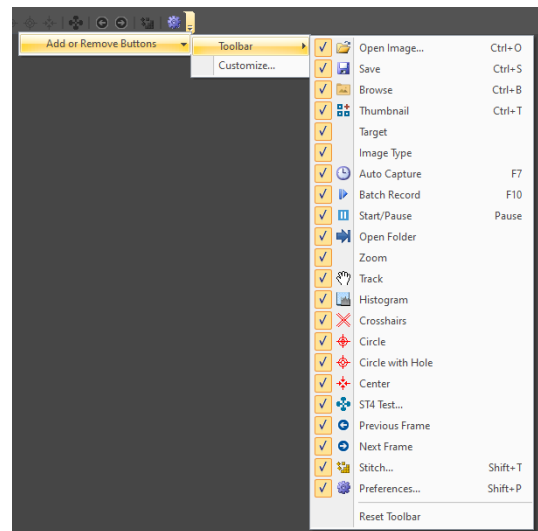 Add or Remove Buttons
Toolbar
Customize...
Open Image... Ctrl+O
Save Ctrl+S
Browse Ctrl+B
Thumbnail Ctrl+T
Target
Image Type
Auto Capture F7
Batch Record F10
Start/Pause Pause
Open Folder
Zoom
Track
Histogram
Crosshairs
Circle
Circle with Hole
Center
ST4 Test...
Previous Frame
Next Frame
Stitch... Shift+T
Preferences... Shift+P
Reset Toolbar